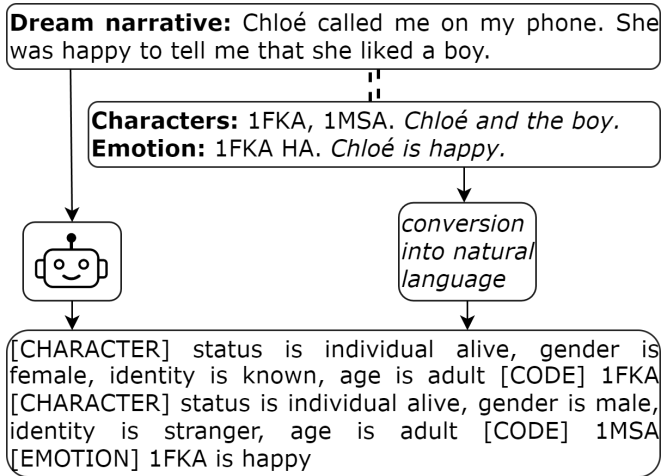 Dream narrative: Chloé called me on my phone. She
was happy to tell me that she liked a boy.
Characters: 1FKA, 1MSA. Chloé and the boy.
Emotion: 1FKA HA. Chloé is happy.
conversion
into natural
language
[CHARACTER] status is individual alive, gender is
female, identity is known, age is adult [CODE] 1FKA
[CHARACTER] status is individual alive, gender is male,
identity is stranger, age is adult [CODE] 1MSA
[EMOTION] 1FKA is happy